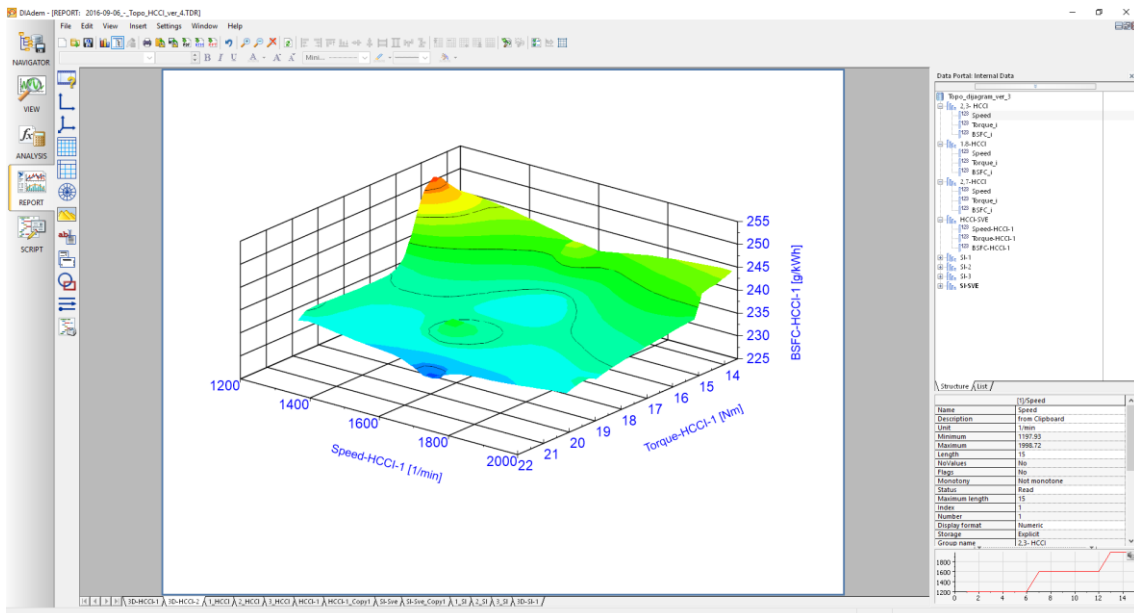 DIAdem - [REPORT: 2016-09-06_-_Topo_HCCI_ver_4.TDR]
File Edit View Insert Settings Window Help
NAVIGATOR
VIEW
ANALYSIS
REPORT
SCRIPT
B I U A A A Mini...
255
250
245
240
235
230
225
BSFC-HCCI-1 [g/kWh]
1200
1400
1600
1800
2000
Speed-HCCI-1 [1/min]
22 21 20 19 18 17 16 15 14
Torque-HCCI-1 [Nm]
3D-HCCI-1 3D-HCCI-2 1_HCCI 2_HCCI 3_HCCI HCCI-1 HCCI-1_Copy1 SI-Sve SI-Sve_Copy1 1_SI 2_SI 3_SI 3D-SI-1
Data Portal: Internal Data
Topo_dijagram_ver_3
2,3- HCCI
Speed
Torque_i
BSFC_i
1.8-HCCI
Speed
Torque_i
BSFC_i
2,7-HCCI
Speed
Torque_i
BSFC_i
HCCI-SVE
Speed-HCCI-1
Torque-HCCI-1
BSFC-HCCI-1
SI-1
SI-2
SI-3
SI-SVE
Structure List
[1]/Speed
Name Speed
Description from Clipboard
Unit 1/min
Minimum 1197.93
Maximum 1998.72
Length 15
NoValues No
Flags No
Monotony Not monotone
Status Read
Maximum length 15
Index 1
Number 1
Display format Numeric
Storage Explicit
Group name 2,3- HCCI
1800
1600
1400
1200
0 2 4 6 8 10 12 14